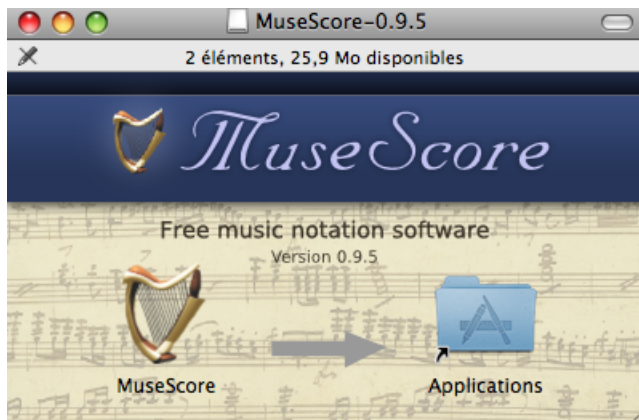 MuseScore-0.9.5
2 éléments, 25,9 Mo disponibles
MuseScore
Free music notation software
Version 0.9.5
MuseScore
Applications